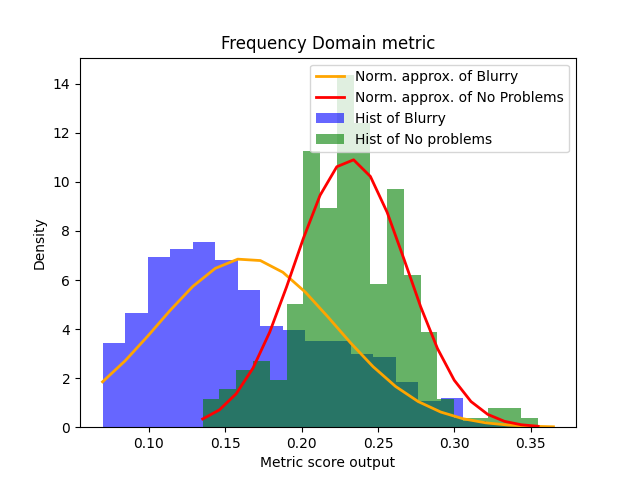 Frequency Domain metric
Norm. approx. of Blurry
Norm. approx. of No Problems
Hist of Blurry
Hist of No problems
Density
14
12
10
8
6
4
2
0
0.10 0.15 0.20 0.25 0.30 0.35
Metric score output